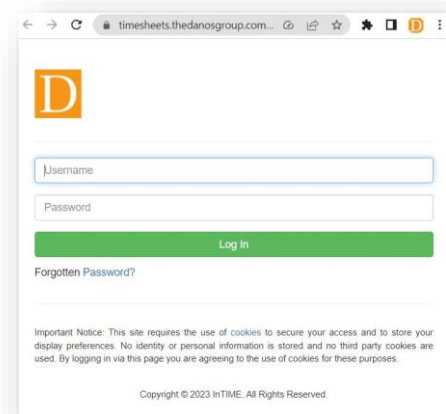 timesheets.thedanosgroup.com...
D
D
Username
Password
Log In
Forgotten Password?
Important Notice: This site requires the use of cookies to secure your access and to store your
display preferences. No identity or personal information is stored and no third party cookies are
used. By logging in via this page you are agreeing to the use of cookies for these purposes.
Copyright © 2023 InTIME. All Rights Reserved.